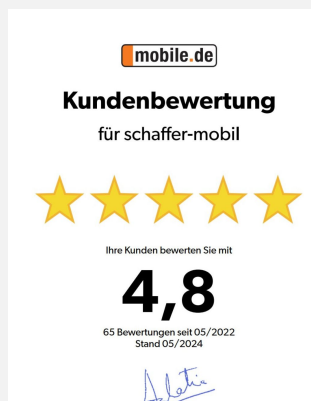 mobile.de
Kundenbewertung
für schaffer-mobil
Ihre Kunden bewerten Sie mit
4,8
65 Bewertungen seit 05/2022
Stand 05/2024